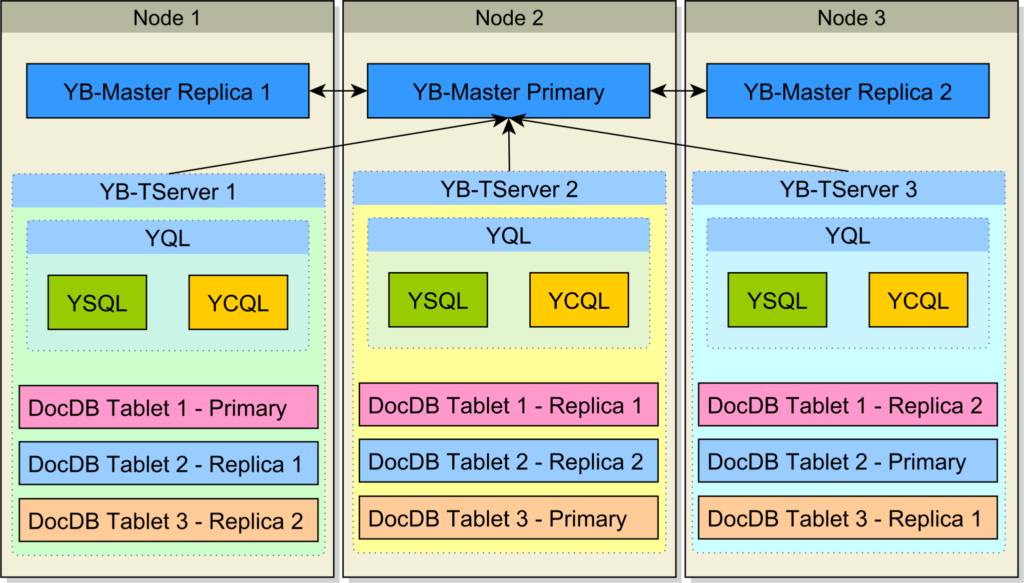 Node 1
YB-Master Replica 1
YB-TServer 1
YQL
YSQL
YCQL
DocDB Tablet 1 - Primary
DocDB Tablet 2 - Replica 1
DocDB Tablet 3 - Replica 2
Node 2
YB-Master Primary
YB-TServer 2
YQL
YSQL
YCQL
DocDB Tablet 1 - Replica 1
DocDB Tablet 2 - Replica 2
DocDB Tablet 3 - Primary
Node 3
YB-Master Replica 2
YB-TServer 3
YQL
YSQL
YCQL
DocDB Tablet 1 - Replica 2
DocDB Tablet 2 - Primary
DocDB Tablet 3 - Replica 1